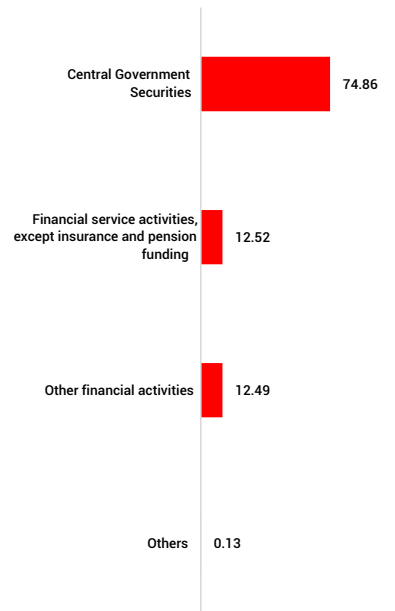 Central Government
Securities
74.86
Financial service activities,
except insurance and pension
funding
12.52
Other financial activities
12.49
Others
0.13